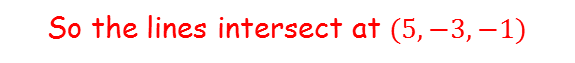 So the lines intersect at (5, −3, −1)